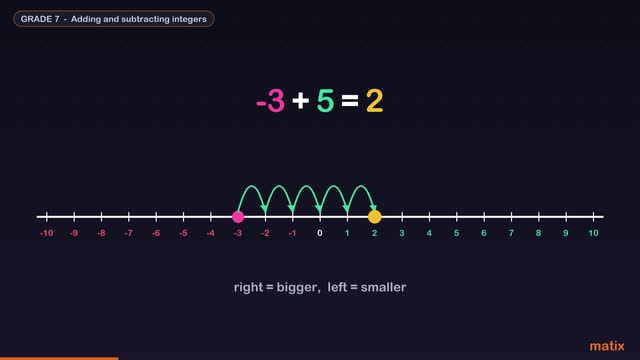 GRADE 7 - Adding and subtracting integers
-3 + 5 = 2
-10 -9 -8 -7 -6 -5 -4 -3 -2 -1 0 1 2 3 4 5 6 7 8 9 10
right = bigger, left = smaller
matix